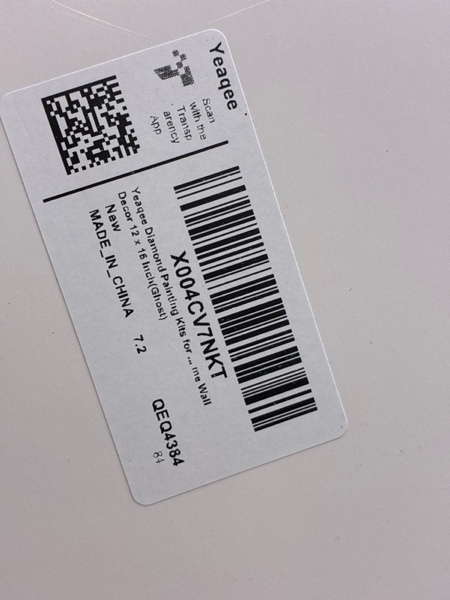 Yeaqee
Scan
with the
Transp
arency
App
X004CV7NKT
Yeaqee Diamond Painting Kits for ... me Wall
Decor 12 x 16 Inch(Ghost)
New
MADE_IN_CHINA 7.2
QEQ4384
84